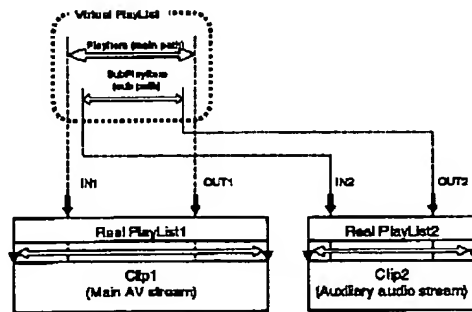 Virtual PlayList
PlayItem (main path)
SubPlayItem
(sub path)
IN1
OUT1
IN2
OUT2
Real PlayList1
Real PlayList2
Clip1
(Main AV stream)
Clip2
(Auxiliary audio stream)